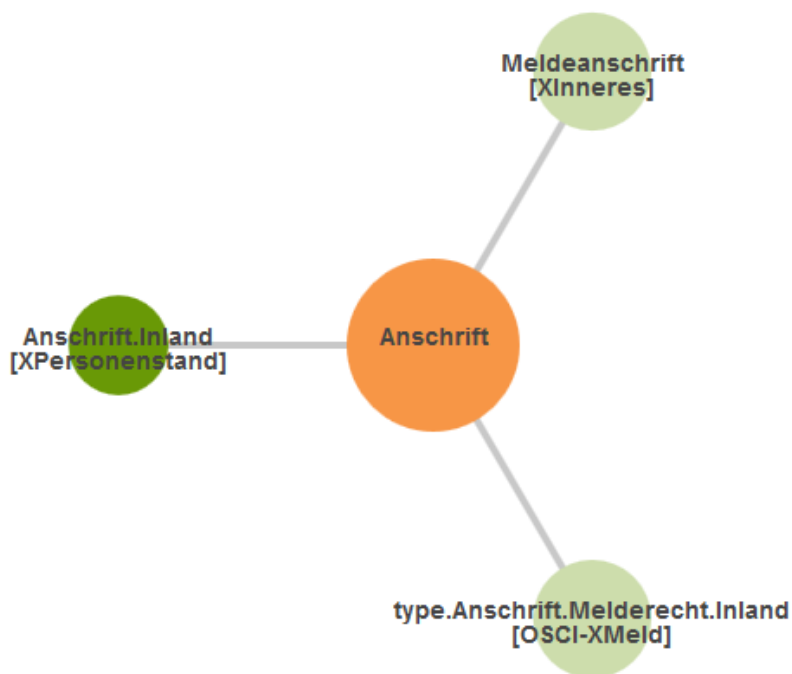 Meldeanschrift
[XInneres]
Anschrift.Inland
[XPersonenstand]
Anschrift
type.Anschrift.Melderecht.Inland
[OSCI-XMeld]